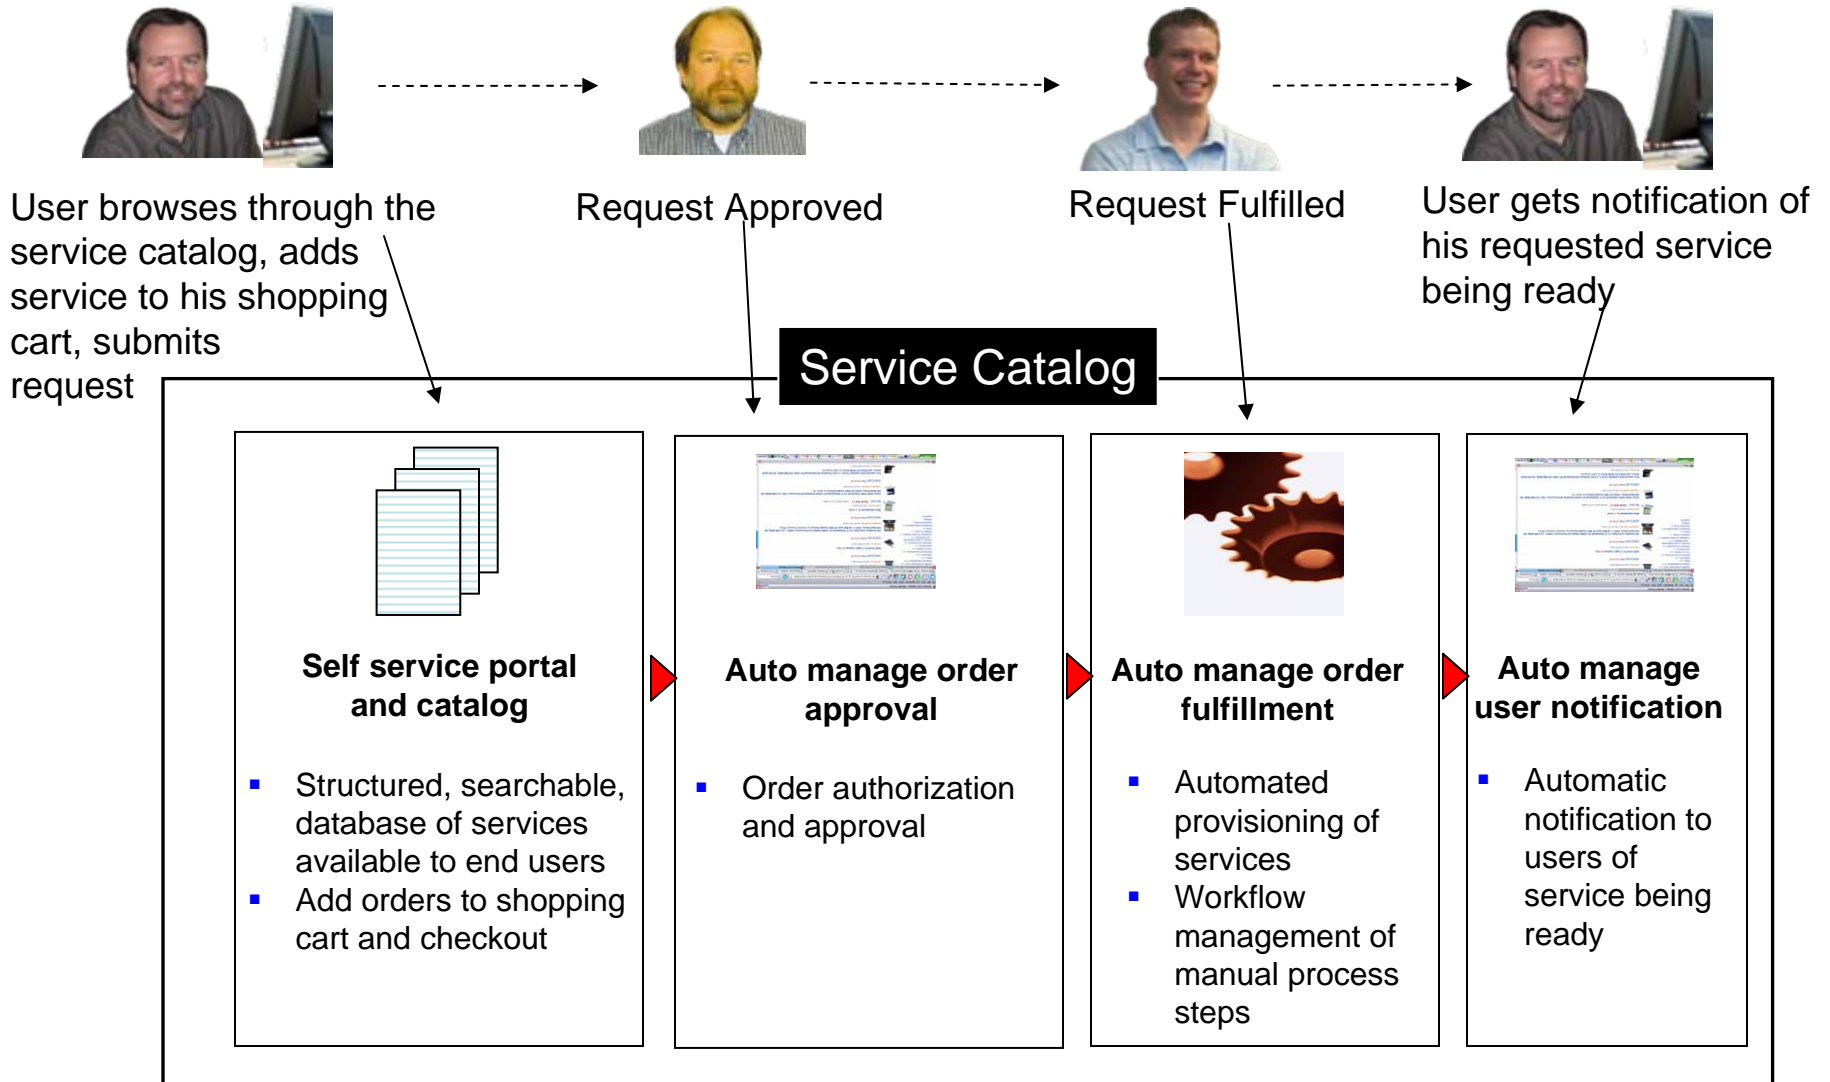 User browses through the
service catalog, adds
service to his shopping
cart, submits
request
Request Approved
Request Fulfilled
User gets notification of
his requested service
being ready
Service Catalog
Self service portal
and catalog
▪ Structured, searchable,
database of services
available to end users
▪ Add orders to shopping
cart and checkout
Auto manage order
approval
▪ Order authorization
and approval
Auto manage order
fulfillment
▪ Automated
provisioning of
services
▪ Workflow
management of
manual process
steps
Auto manage
user notification
▪ Automatic
notification to
users of
service being
ready